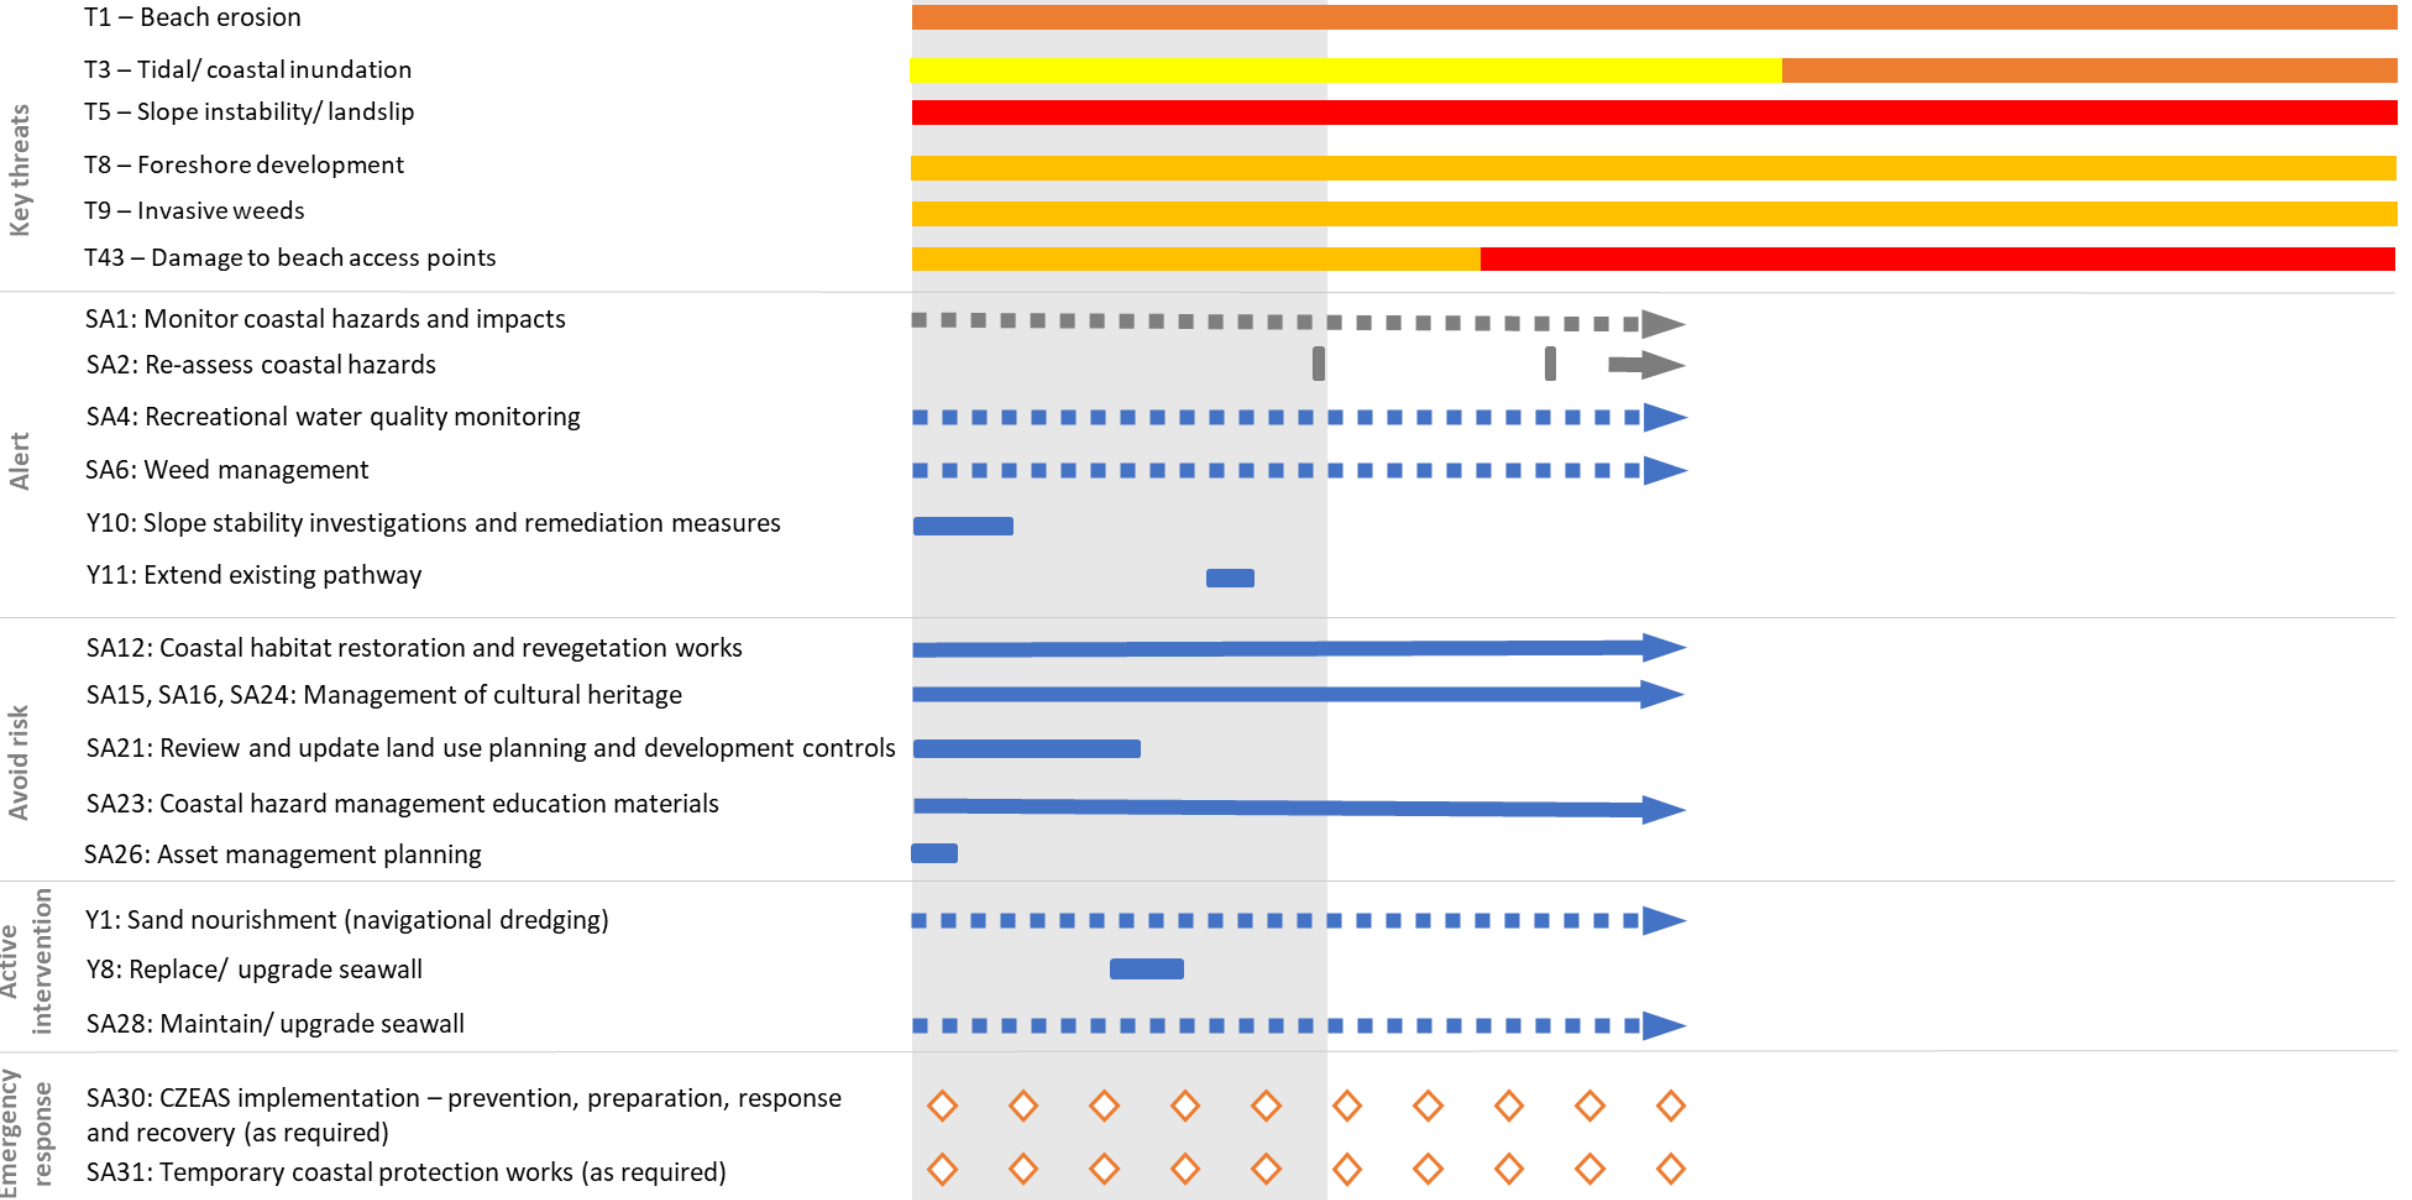 Key threats
T1 – Beach erosion
T3 – Tidal/ coastal inundation
T5 – Slope instability/ landslip
T8 – Foreshore development
T9 – Invasive weeds
T43 – Damage to beach access points
Alert
SA1: Monitor coastal hazards and impacts
SA2: Re-assess coastal hazards
SA4: Recreational water quality monitoring
SA6: Weed management
Y10: Slope stability investigations and remediation measures
Y11: Extend existing pathway
Avoid risk
SA12: Coastal habitat restoration and revegetation works
SA15, SA16, SA24: Management of cultural heritage
SA21: Review and update land use planning and development controls
SA23: Coastal hazard management education materials
SA26: Asset management planning
Active
intervention
Y1: Sand nourishment (navigational dredging)
Y8: Replace/ upgrade seawall
SA28: Maintain/ upgrade seawall
Emergency
response
SA30: CZEAS implementation – prevention, preparation, response
and recovery (as required)
SA31: Temporary coastal protection works (as required)